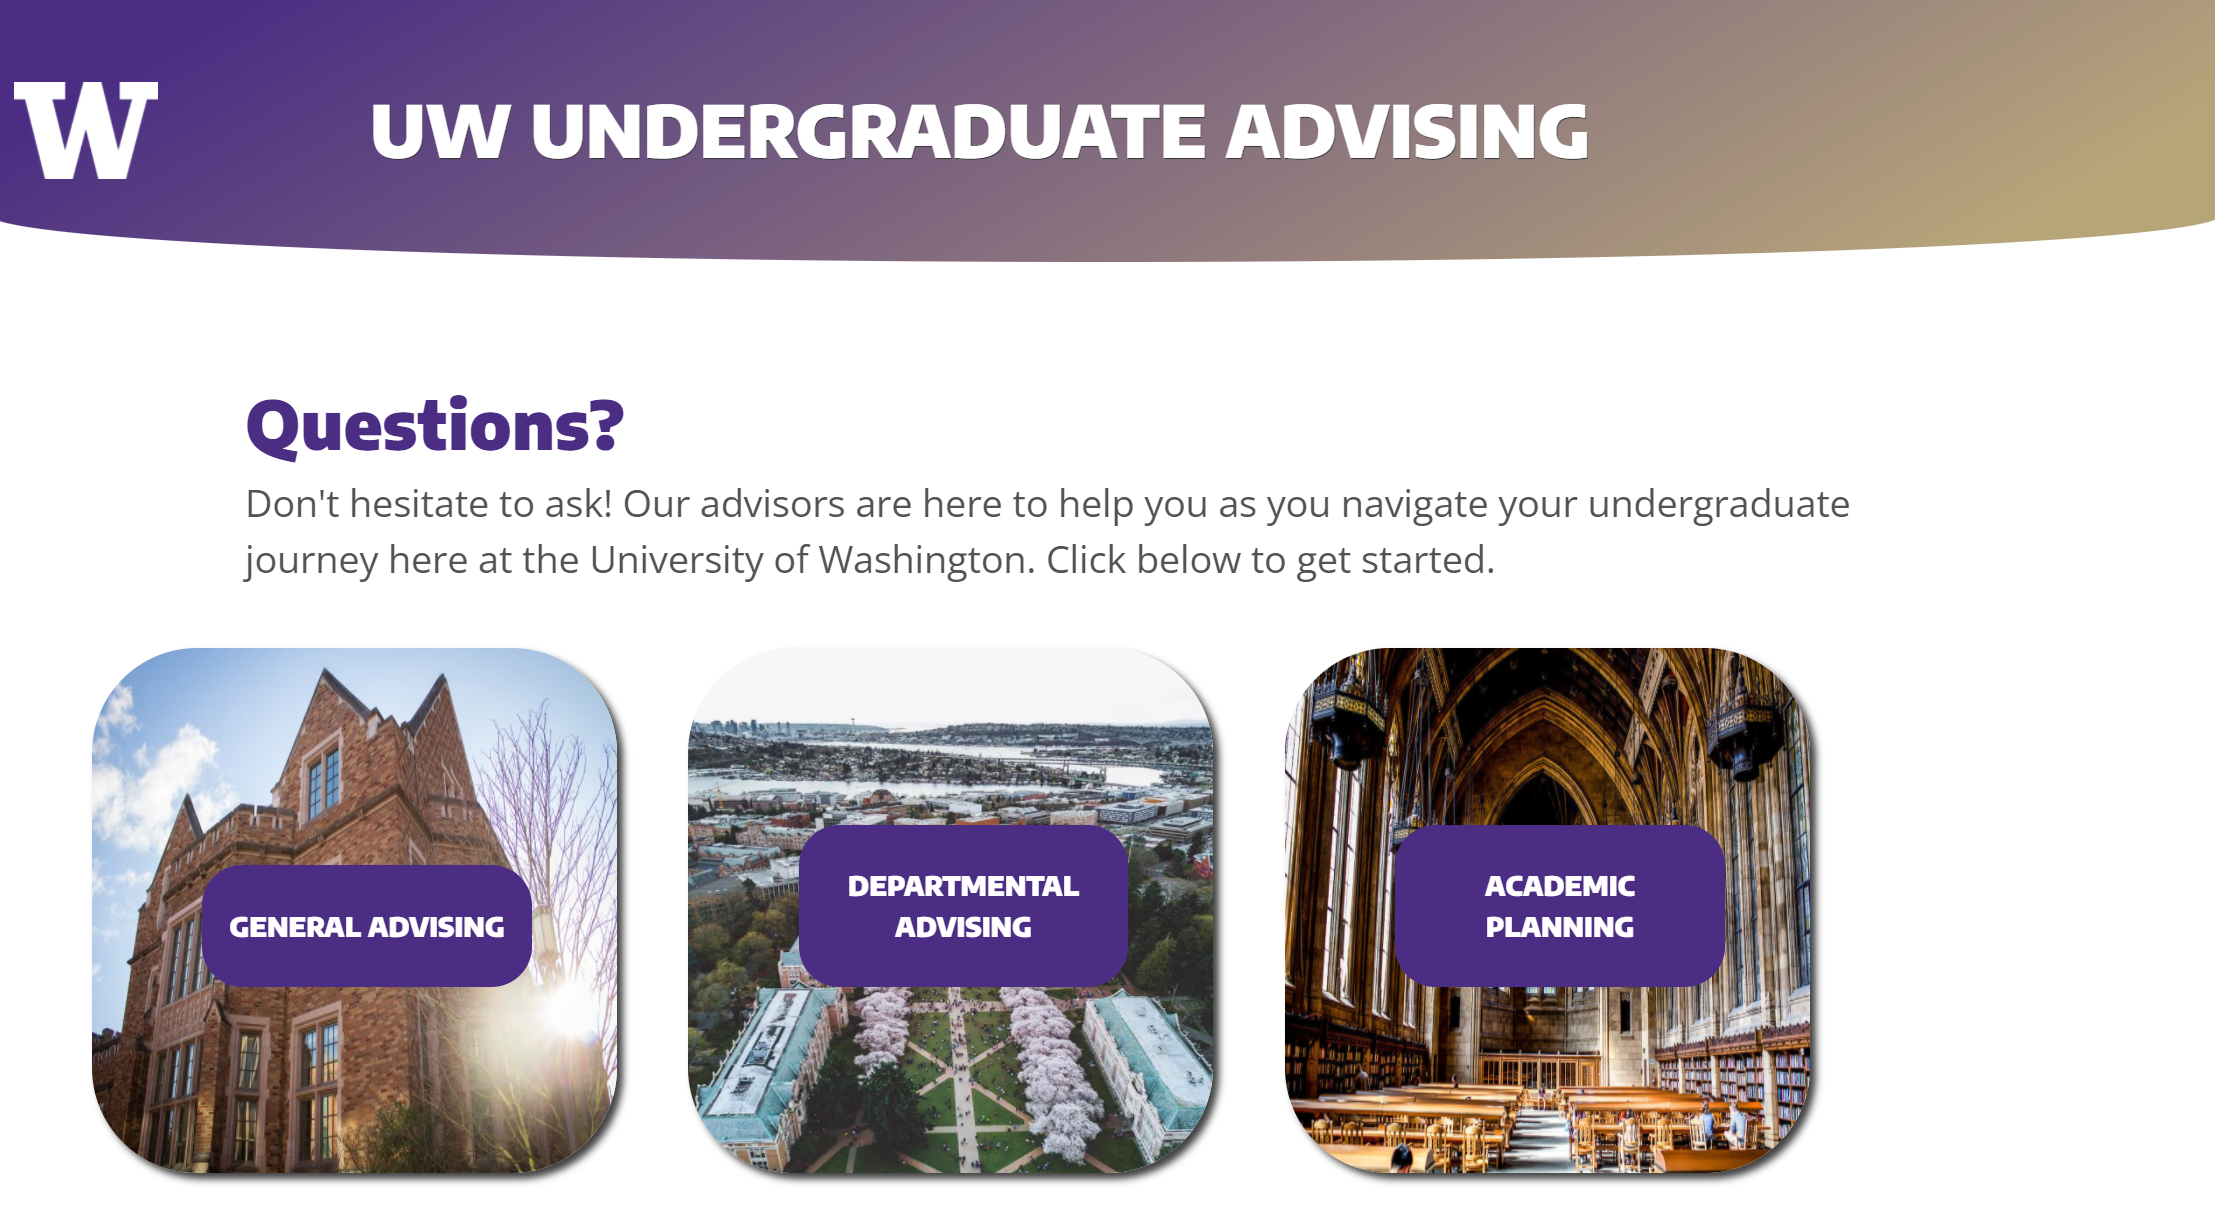 W
UW UNDERGRADUATE ADVISING
Questions?
Don't hesitate to ask! Our advisors are here to help you as you navigate your undergraduate
journey here at the University of Washington. Click below to get started.
GENERAL ADVISING
DEPARTMENTAL
ADVISING
ACADEMIC
PLANNING